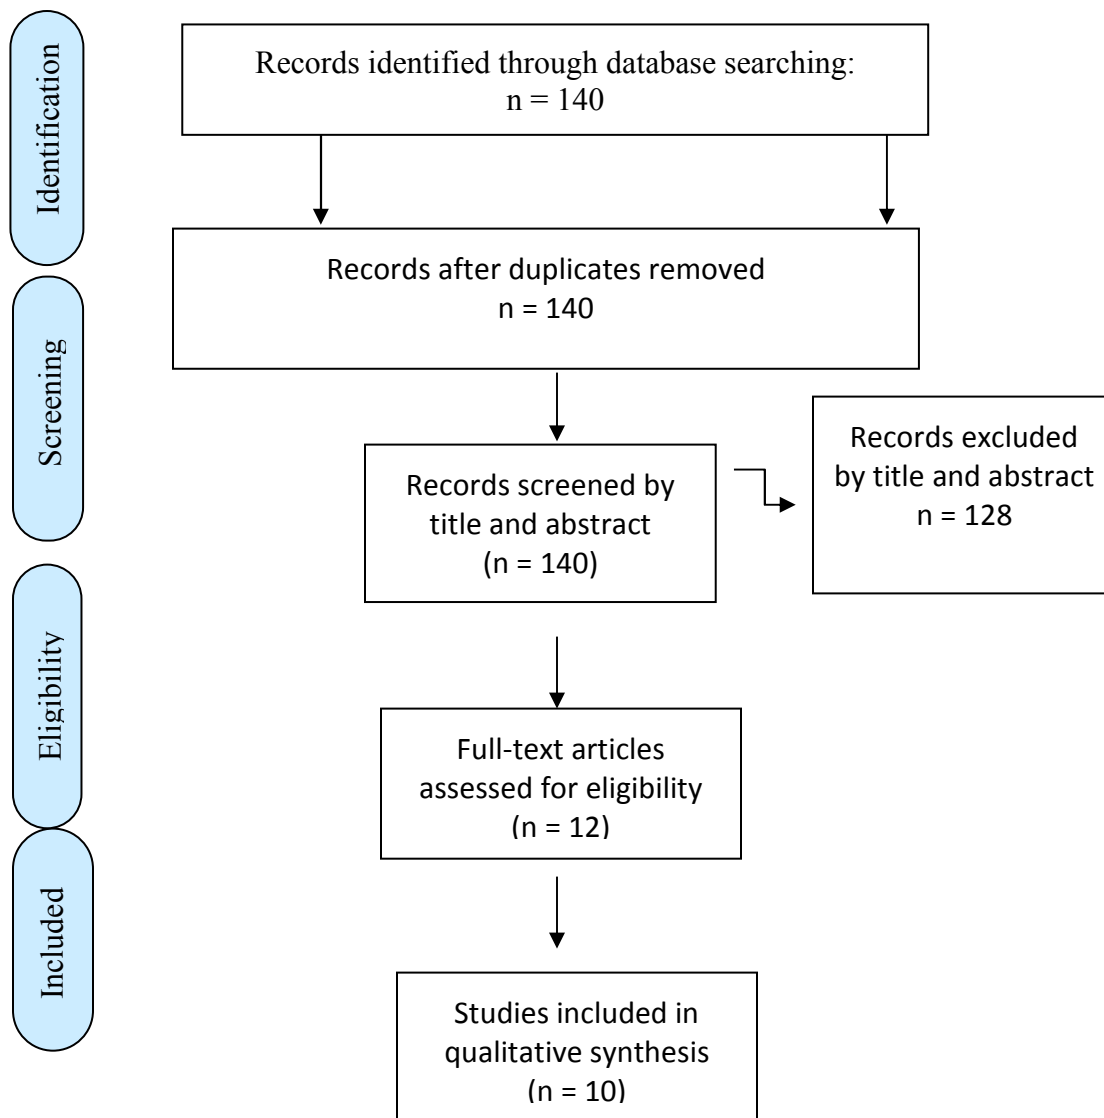 Identification
Records identified through database searching:
n = 140
Records after duplicates removed
n = 140
Screening
Records screened by
title and abstract
(n = 140)
Records excluded
by title and abstract
n = 128
Eligibility
Full-text articles
assessed for eligibility
(n = 12)
Included
Studies included in
qualitative synthesis
(n = 10)